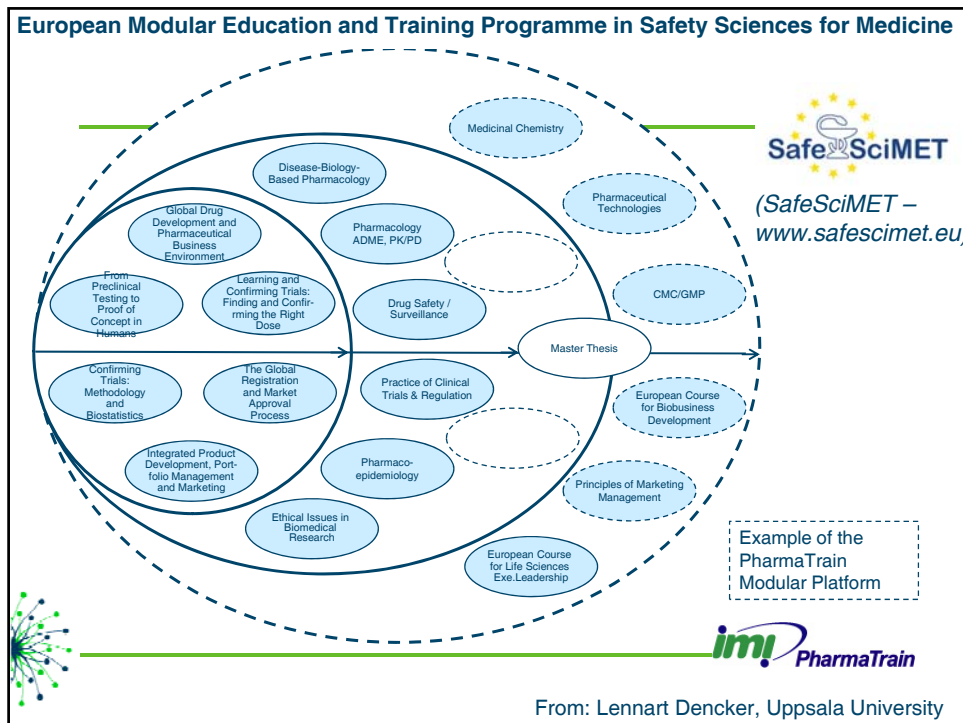 European Modular Education and Training Programme in Safety Sciences for Medicine
Medicinal Chemistry
SafeSciMET
Disease-Biology-
Based Pharmacology
Pharmaceutical
Technologies
(SafeSciMET –
www.safescimet.eu)
Global Drug
Development and
Pharmaceutical
Business
Environment
Pharmacology
ADME, PK/PD
From
Preclinical
Testing to
Proof of
Concept in
Humans
Learning and
Confirming Trials:
Finding and Confir-
ming the Right
Dose
Drug Safety /
Surveillance
CMC/GMP
Master Thesis
Confirming
Trials:
Methodology
and
Biostatistics
The Global
Registration
and Market
Approval
Process
Practice of Clinical
Trials & Regulation
European Course
for Biobusiness
Development
Integrated Product
Development, Port-
folio Management
and Marketing
Pharmaco-
epidemiology
Principles of Marketing
Management
Ethical Issues in
Biomedical
Research
European Course
for Life Sciences
Exe.Leadership
Example of the
PharmaTrain
Modular Platform
imi PharmaTrain
From: Lennart Dencker, Uppsala University